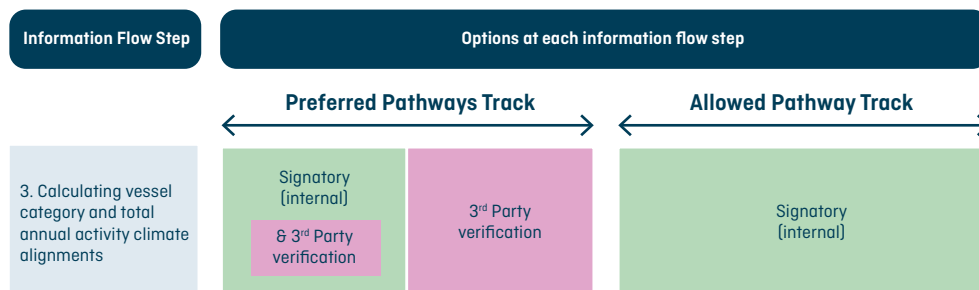 Information Flow Step
Options at each information flow step
Preferred Pathways Track
Allowed Pathway Track
3. Calculating vessel
category and total
annual activity climate
alignments
Signatory
(internal)
& 3rd Party
verification
3rd Party
verification
Signatory
(internal)